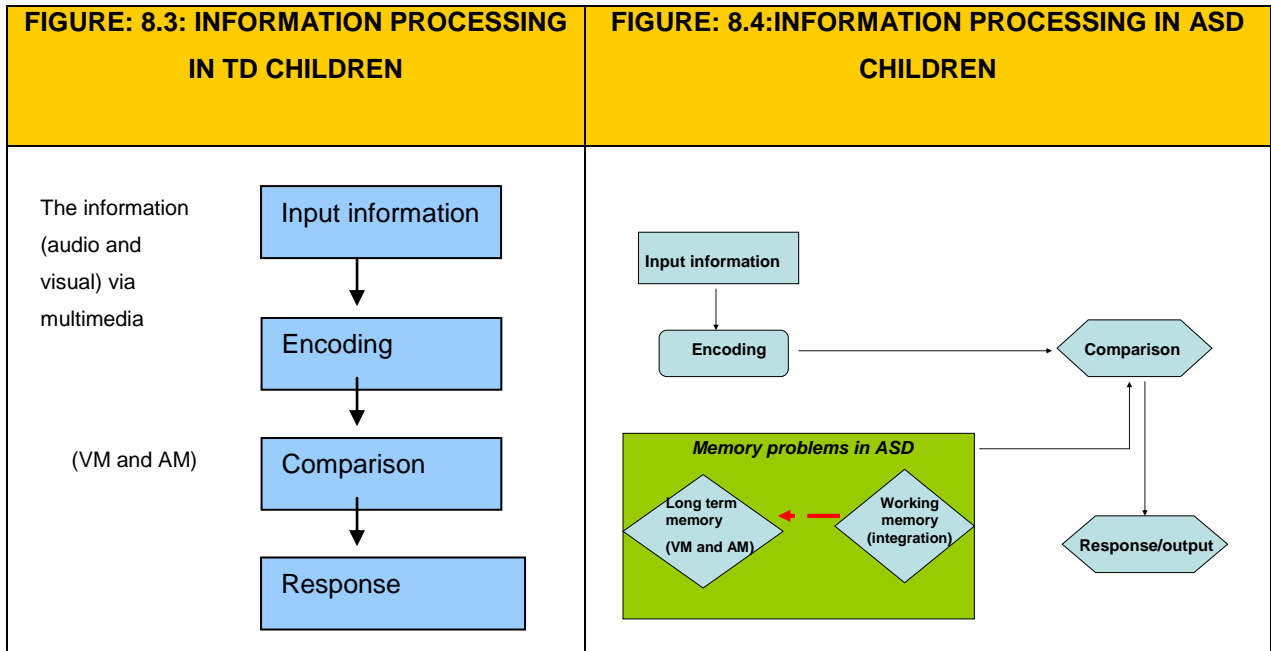 FIGURE: 8.3: INFORMATION PROCESSING
IN TD CHILDREN
FIGURE: 8.4:INFORMATION PROCESSING IN ASD
CHILDREN
The information
(audio and
visual) via
multimedia
Input information
Encoding
(VM and AM)
Comparison
Response
Input information
Encoding
Comparison
Memory problems in ASD
Long term
memory
(VM and AM)
Working
memory
(integration)
Response/output